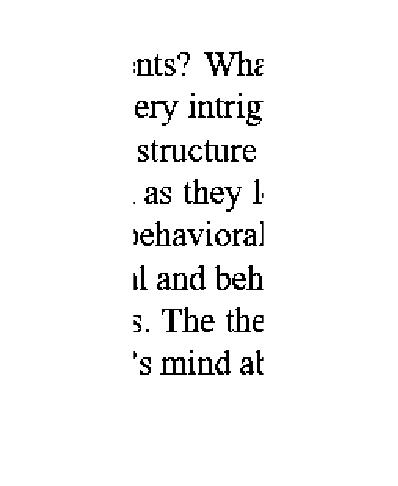 nts? Wha
ery intrig
structure
as they l
behavioral
l and beh
s. The the
's mind ab